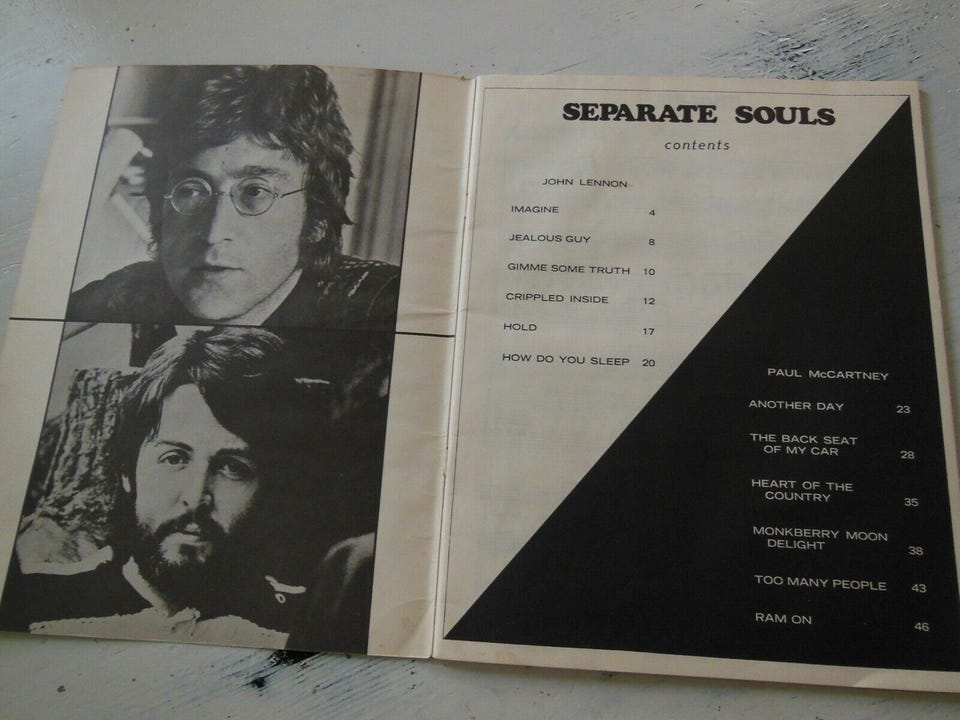 SEPARATE SOULS
contents
JOHN LENNON
IMAGINE 4
JEALOUS GUY 8
GIMME SOME TRUTH 10
CRIPPLED INSIDE 12
HOLD 17
HOW DO YOU SLEEP 20
PAUL McCARTNEY
ANOTHER DAY 23
THE BACK SEAT
OF MY CAR 28
HEART OF THE
COUNTRY 35
MONKBERRY MOON
DELIGHT 38
TOO MANY PEOPLE 43
RAM ON 46